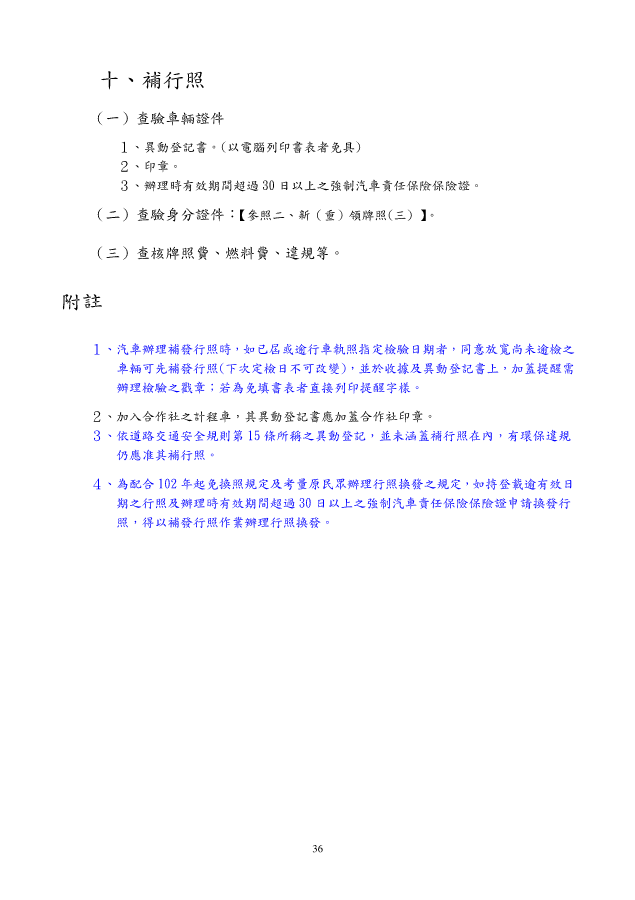 十、補行照
（一）查驗車輛證件
１、異動登記書。(以電腦列印書表者免具)
２、印章。
３、辦理時有效期間超過 30 日以上之強制汽車責任保險保險證。
（二）查驗身分證件：【參照二、新（重）領牌照(三）】。
（三）查核牌照費、燃料費、違規等。
附註
１、汽車辦理補發行照時，如已屆或逾行車執照指定檢驗日期者，同意放寬尚未逾檢之
車輛可先補發行照(下次定檢日不可改變)，並於收據及異動登記書上，加蓋提醒需
辦理檢驗之戳章；若為免填書表者直接列印提醒字樣。
２、加入合作社之計程車，其異動登記書應加蓋合作社印章。
３、依道路交通安全規則第 15 條所稱之異動登記，並未涵蓋補行照在內，有環保違規
仍應准其補行照。
４、為配合 102 年起免換照規定及考量原民眾辦理行照換發之規定，如持登載逾有效日
期之行照及辦理時有效期間超過 30 日以上之強制汽車責任保險保險證申請換發行
照，得以補發行照作業辦理行照換發。
36